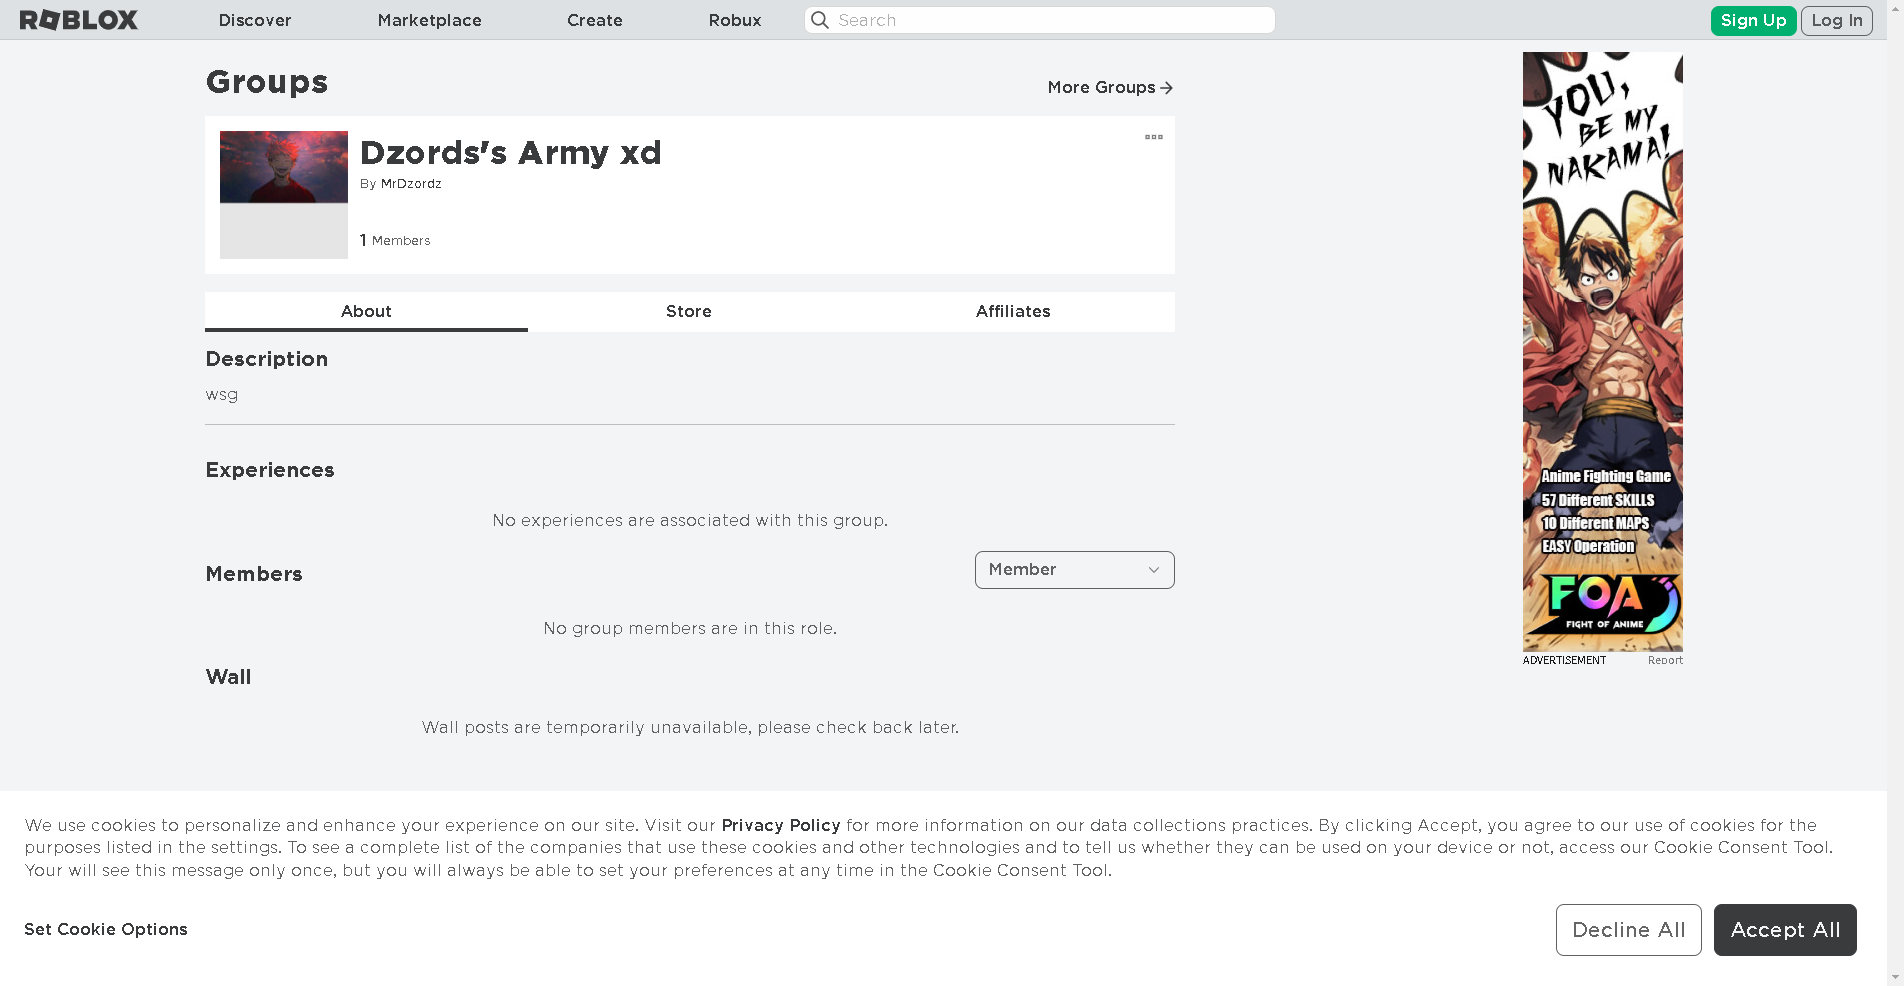 ROBLOX Discover Marketplace Create Robux Search Sign Up Log In
Groups
More Groups
Dzords's Army xd
By MrDzordz
1 Members
About Store Affiliates
Description
wsg
Experiences
No experiences are associated with this group.
Members
Member
No group members are in this role.
Wall
Wall posts are temporarily unavailable, please check back later.
YOU,
BE MY
NAKAMA!
Anime Fighting Game
57 Different SKILLS
10 Different MAPS
EASY Operation
FOA
FIGHT OF ANIME
ADVERTISEMENT Report
We use cookies to personalize and enhance your experience on our site. Visit our Privacy Policy for more information on our data collections practices. By clicking Accept, you agree to our use of cookies for the
purposes listed in the settings. To see a complete list of the companies that use these cookies and other technologies and to tell us whether they can be used on your device or not, access our Cookie Consent Tool.
Your will see this message only once, but you will always be able to set your preferences at any time in the Cookie Consent Tool.
Set Cookie Options
Decline All Accept All